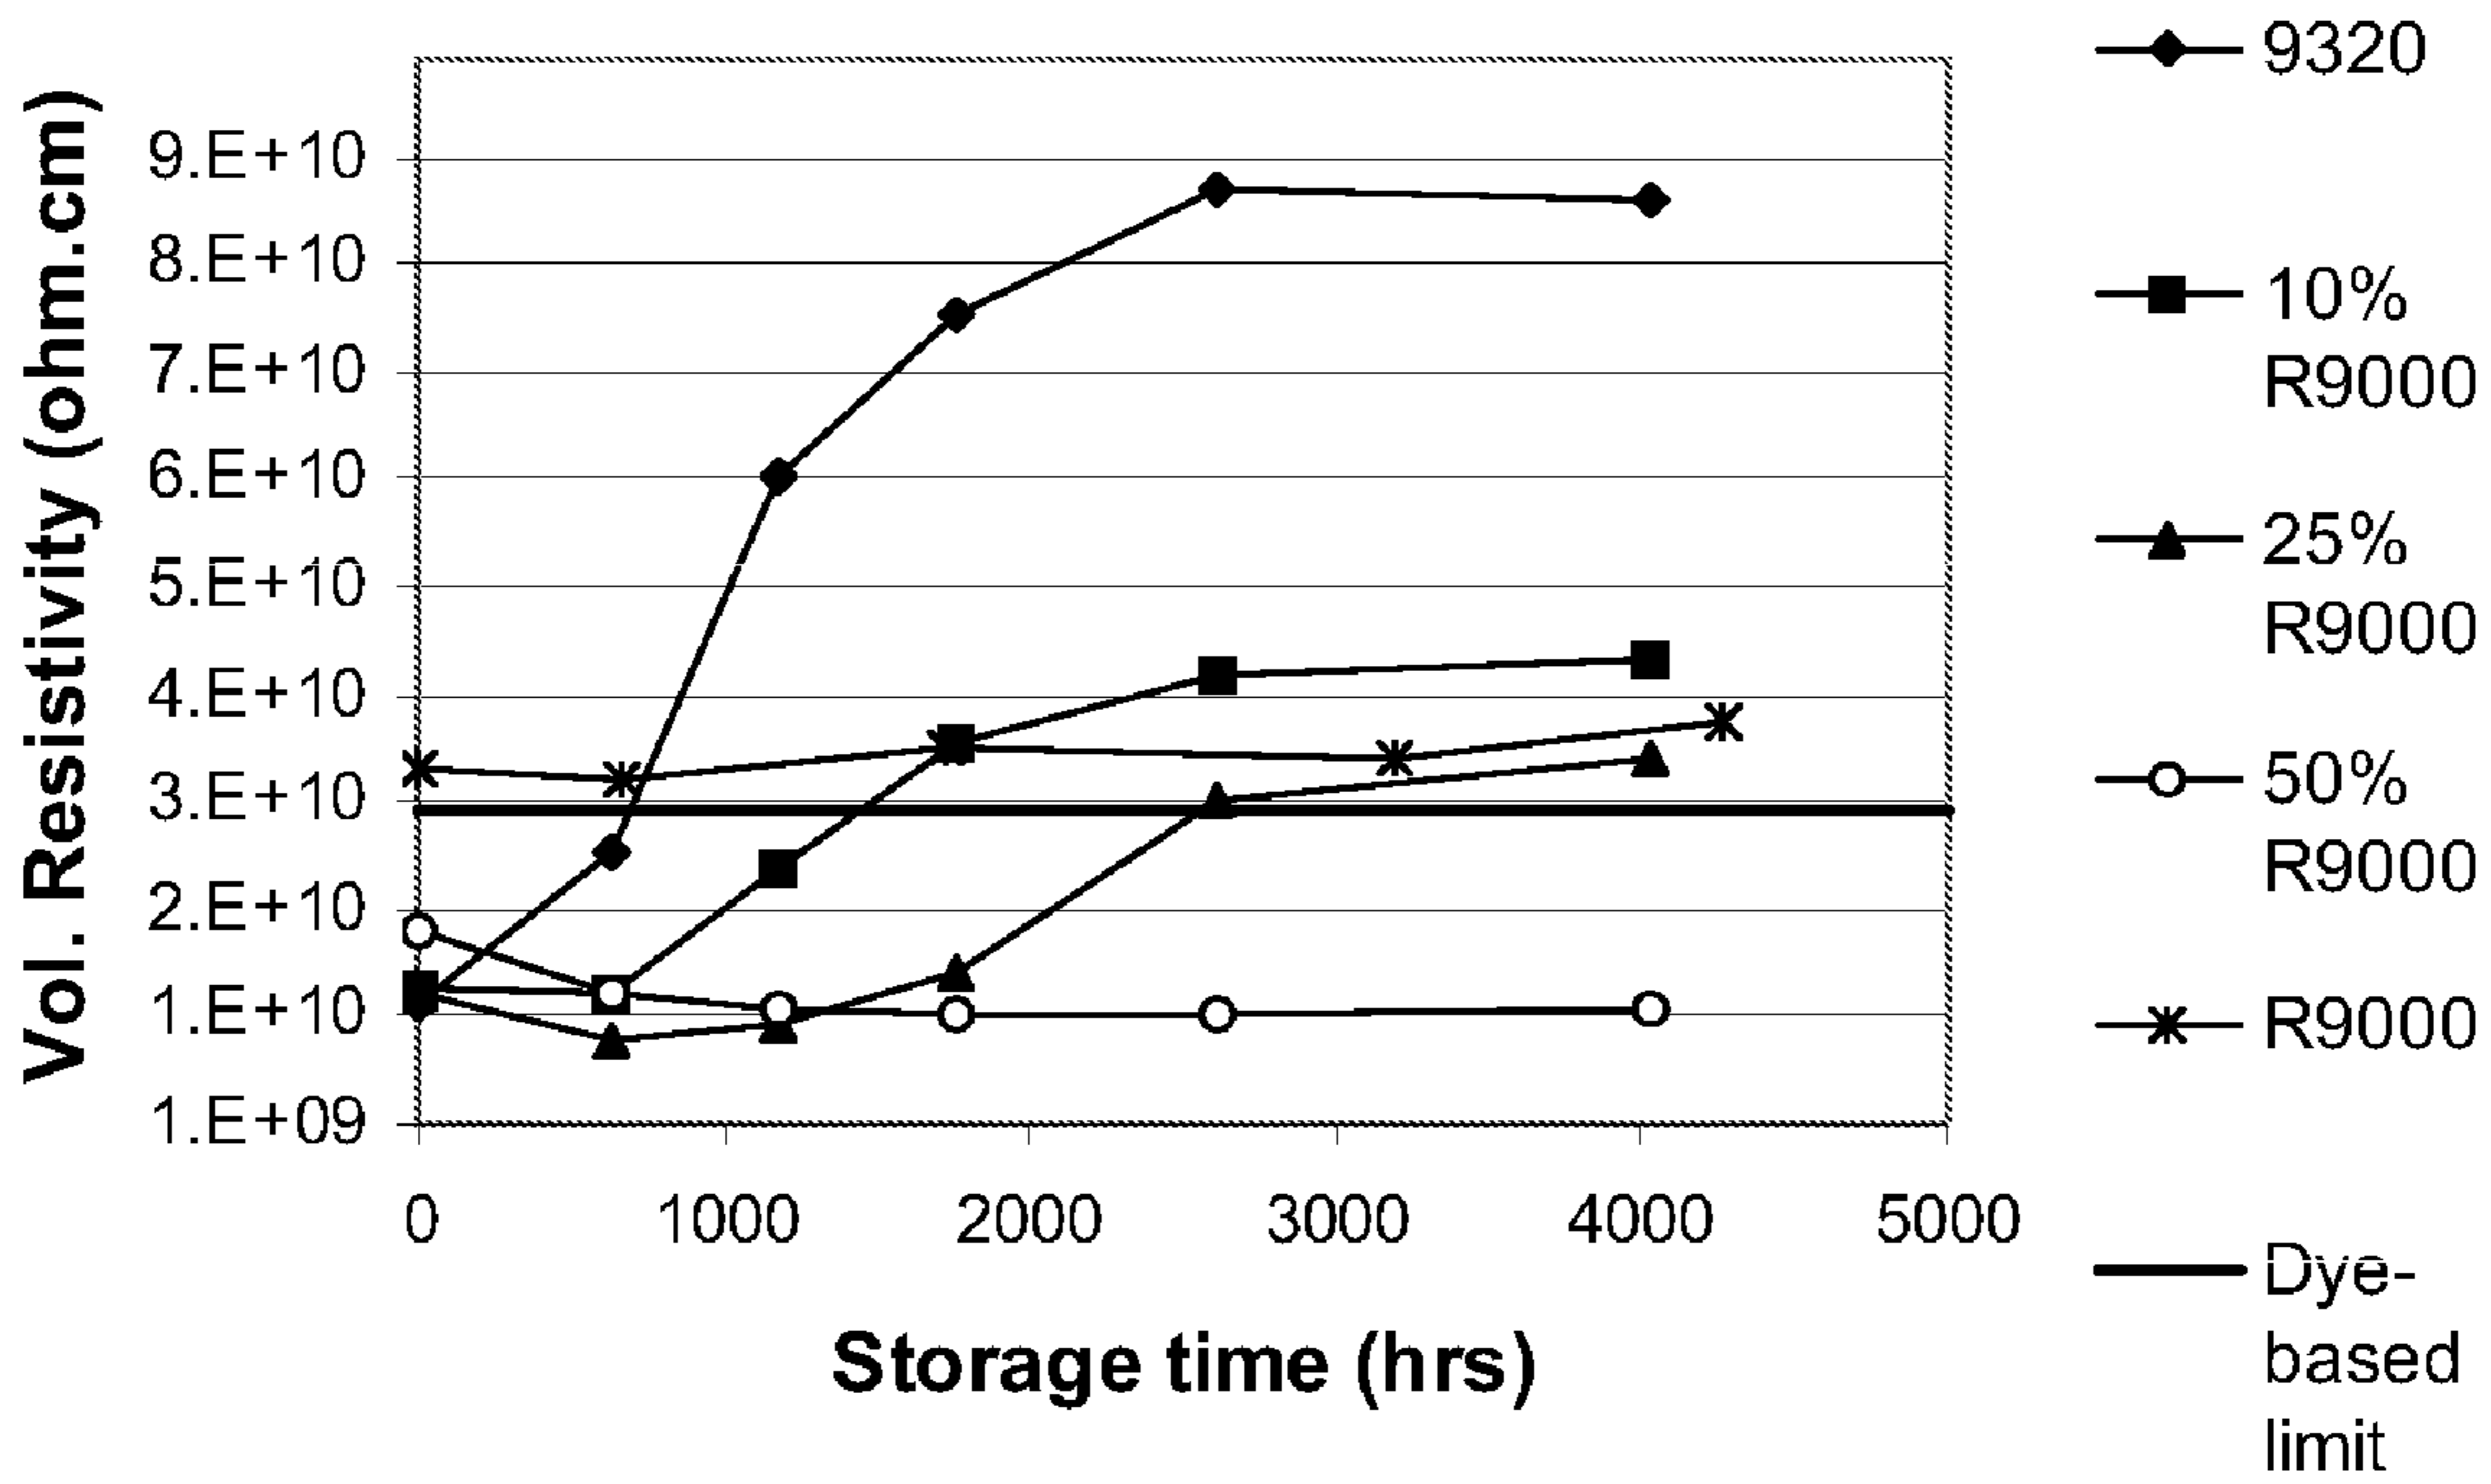 Vol. Resistivity (ohm.cm)
9.E+10
8.E+10
7.E+10
6.E+10
5.E+10
4.E+10
3.E+10
2.E+10
1.E+10
1.E+09
0
1000
2000
3000
4000
5000
Storage time (hrs)
9320
10%
R9000
25%
R9000
50%
R9000
R9000
Dye-
based
limit